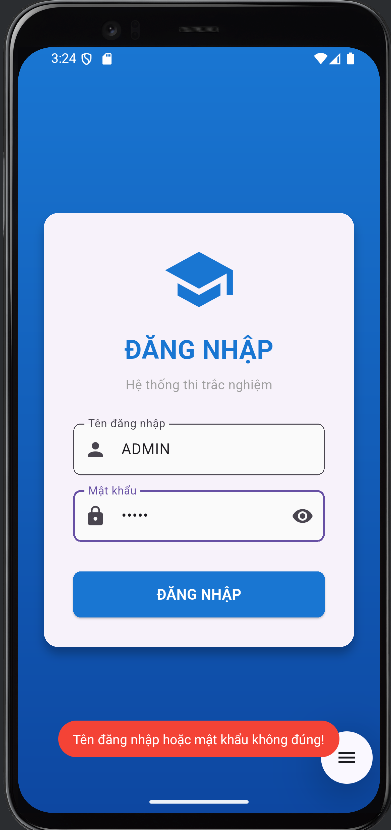 3:24
ĐĂNG NHẬP
Hệ thống thi trắc nghiệm
Tên đăng nhập
ADMIN
Mật khẩu
•••••
ĐĂNG NHẬP
Tên đăng nhập hoặc mật khẩu không đúng!